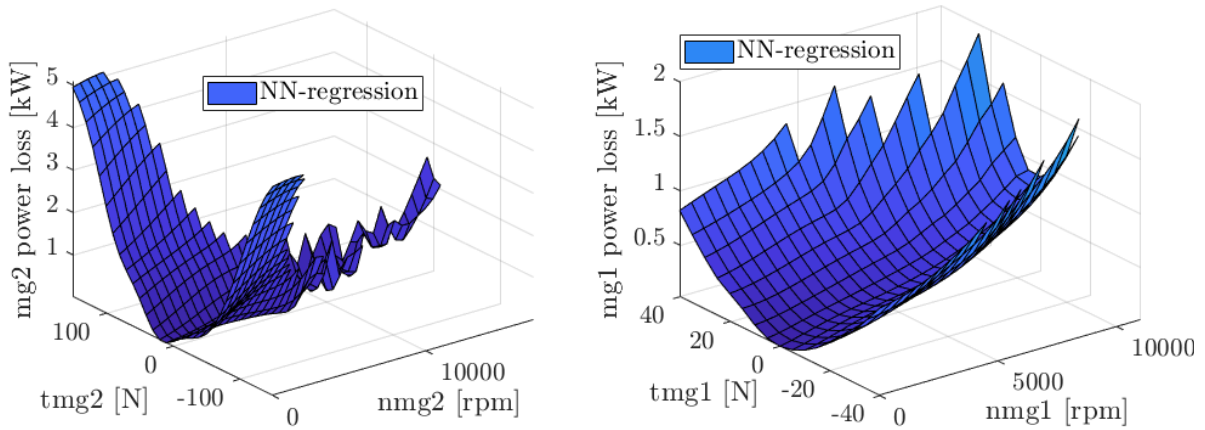 NN-regression
mg2 power loss [kW]
5
4
3
2
1
100
0
-100
tmg2 [N]
0
10000
nmg2 [rpm]
NN-regression
mg1 power loss [kW]
2
1.5
1
0.5
40
20
0
-20
-40
tmg1 [N]
0
5000
10000
nmg1 [rpm]